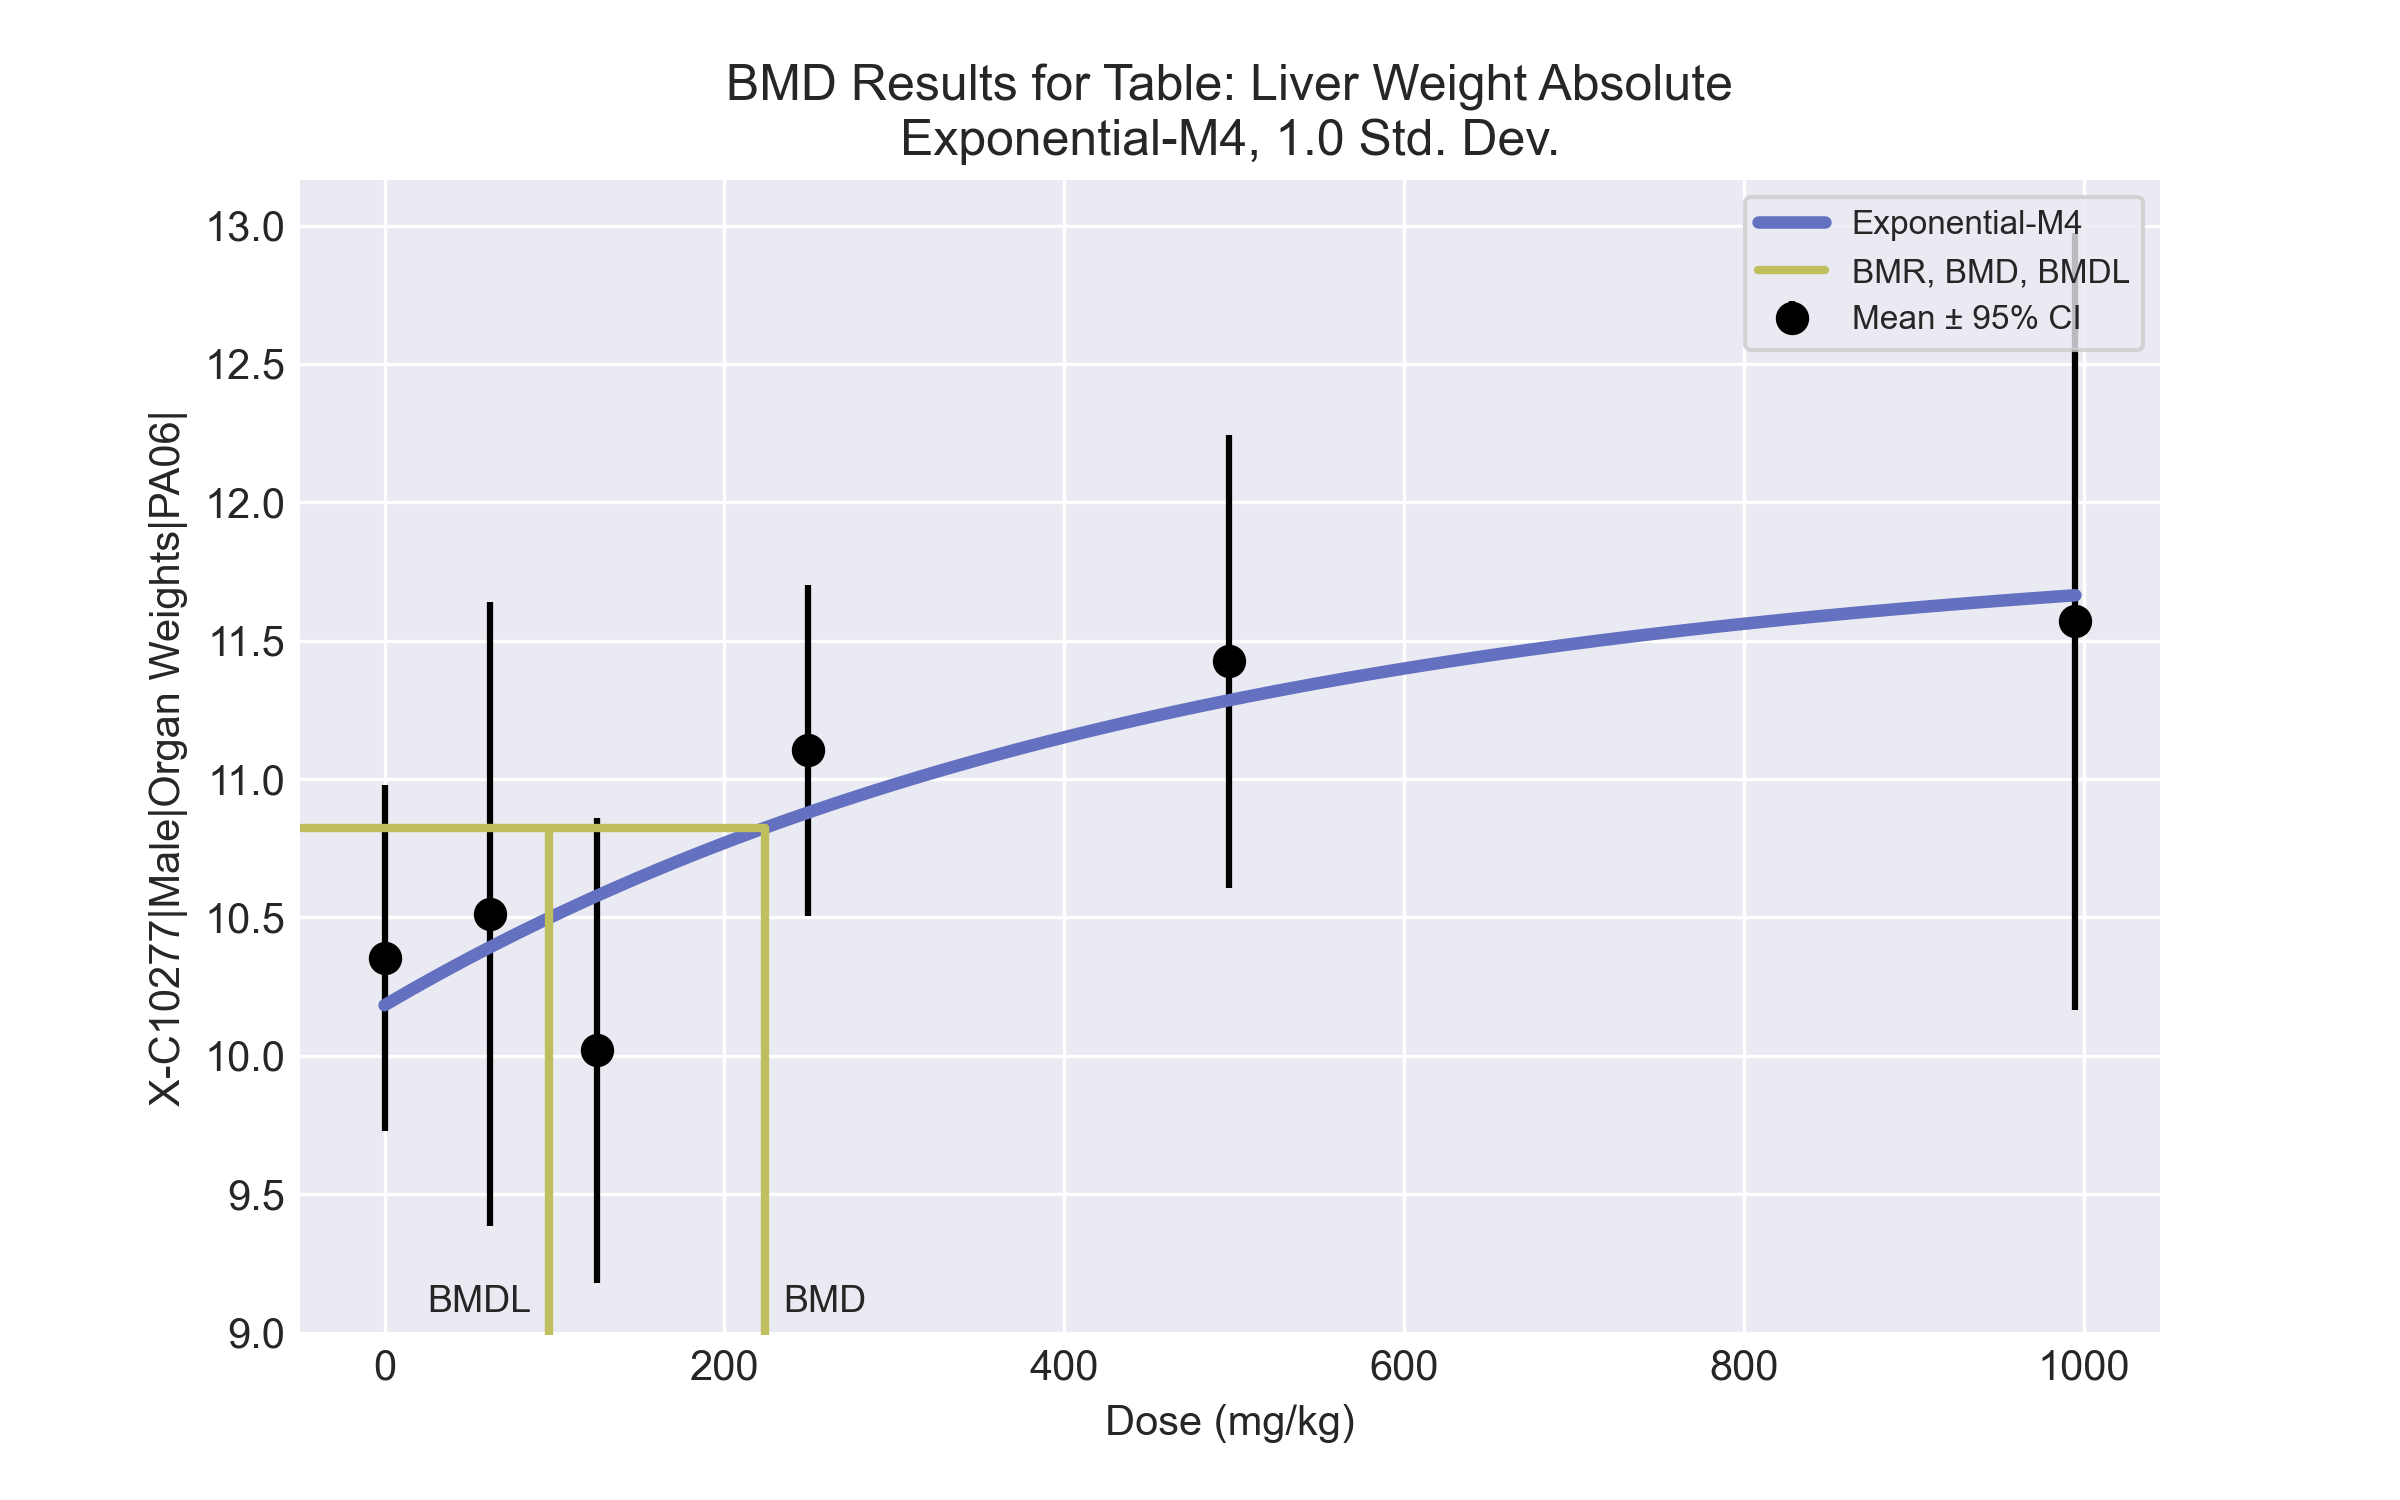 BMD Results for Table: Liver Weight Absolute
Exponential-M4, 1.0 Std. Dev.
Exponential-M4
BMR, BMD, BMDL
Mean ± 95% CI
X-C10277|Male|Organ Weights|PA06|
13.0
12.5
12.0
11.5
11.0
10.5
10.0
9.5
9.0
BMDL
BMD
0
200
400
600
800
1000
Dose (mg/kg)